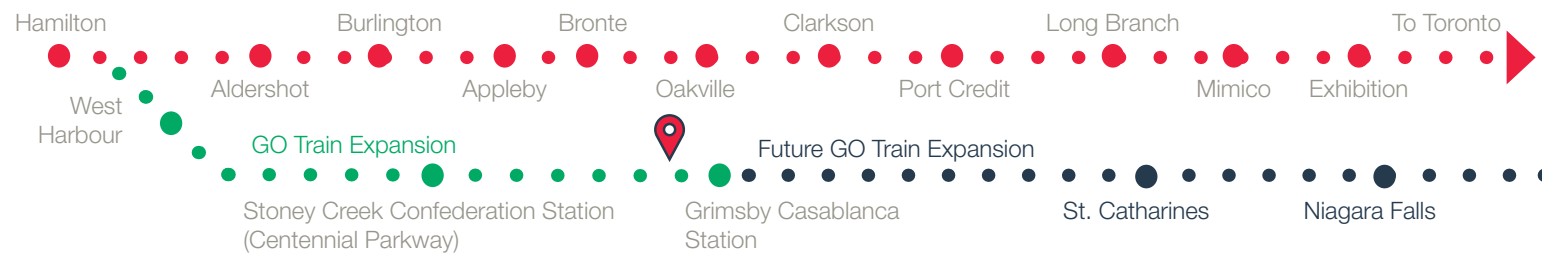 Hamilton
Burlington
Bronte
Clarkson
Long Branch
To Toronto
Aldershot
Appleby
Oakville
Port Credit
Mimico
Exhibition
West
Harbour
GO Train Expansion
Future GO Train Expansion
Stoney Creek Confederation Station
(Centennial Parkway)
Grimsby Casablanca
Station
St. Catharines
Niagara Falls